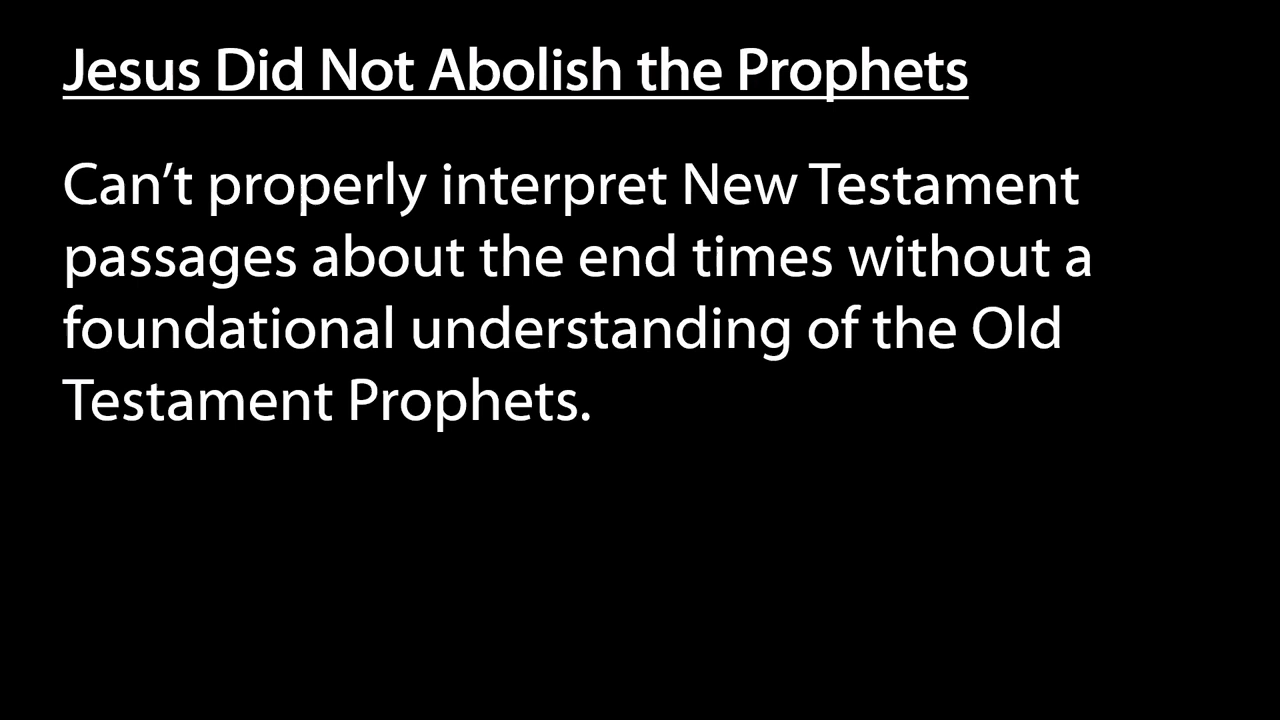 Jesus Did Not Abolish the Prophets
Can’t properly interpret New Testament
passages about the end times without a
foundational understanding of the Old
Testament Prophets.